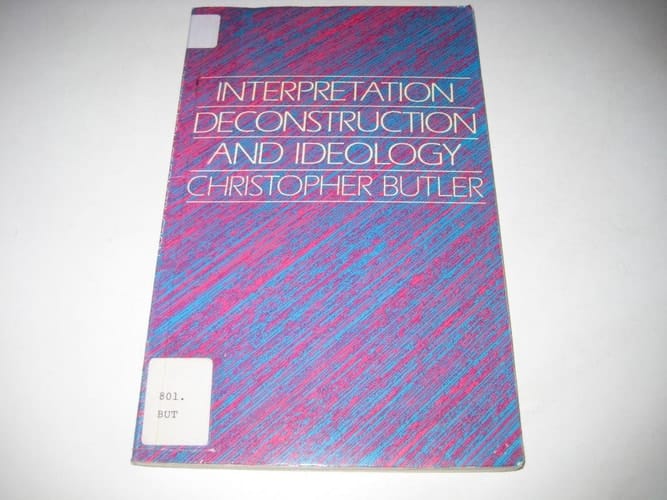 INTERPRETATION
DECONSTRUCTION
AND IDEOLOGY
CHRISTOPHER BUTLER
801.
BUT